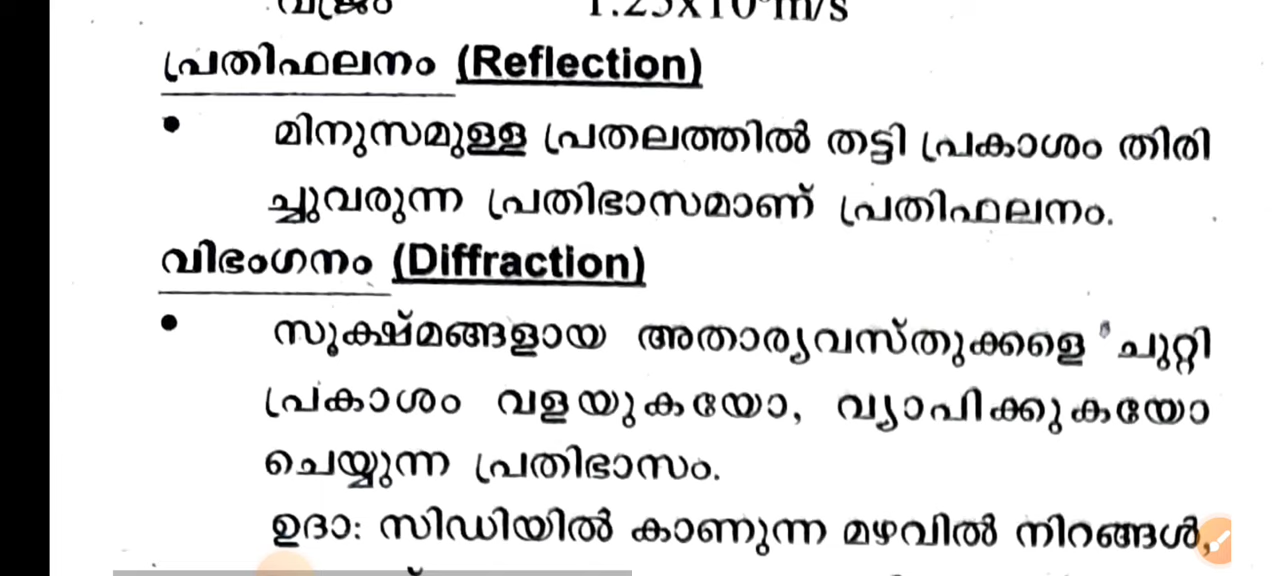 പ്രതിഫലനം (Reflection)
• മിനുസമുള്ള പ്രതലത്തിൽ തട്ടി പ്രകാശം തിരി
ച്ചുവരുന്ന പ്രതിഭാസമാണ് പ്രതിഫലനം.
വിഭംഗനം (Diffraction)
• സൂക്ഷ്മങ്ങളായ അതാര്യവസ്തുക്കളെ ചുറ്റി
പ്രകാശം വളയുകയോ, വ്യാപിക്കുകയോ
ചെയ്യുന്ന പ്രതിഭാസം.
ഉദാ: സിഡിയിൽ കാണുന്ന മഴവിൽ നിറങ്ങൾ,